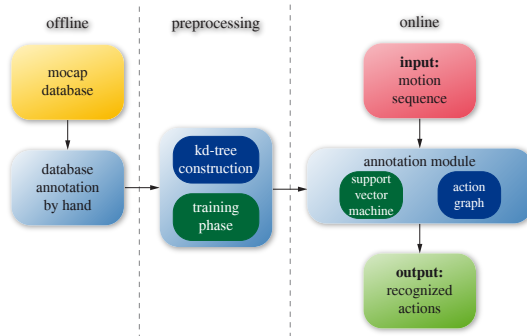 offline
preprocessing
online
mocap
database
database
annotation
by hand
kd-tree
construction
training
phase
input:
motion
sequence
annotation module
support
vector
machine
action
graph
output:
recognized
actions